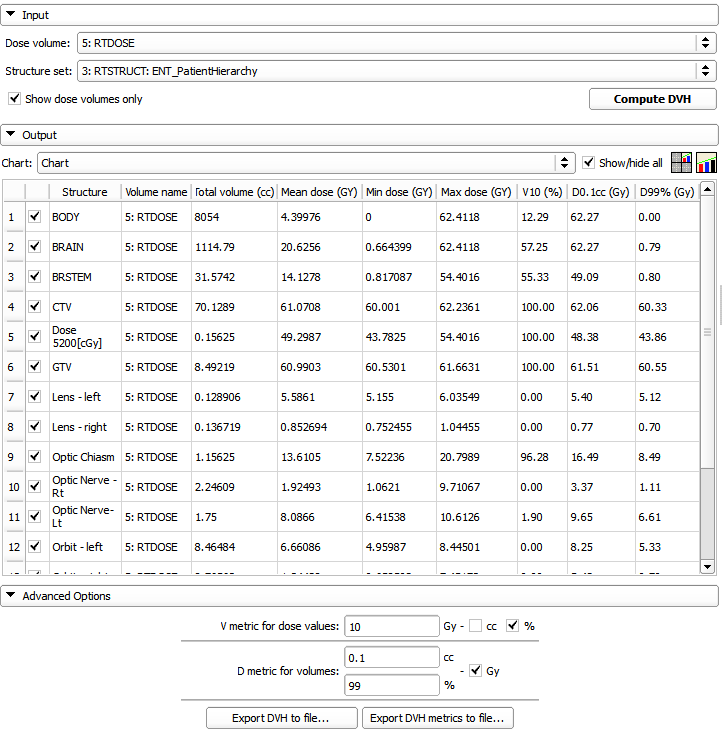 Input
Dose volume: 5: RTDOSE
Structure set: 3: RTSTRUCT: ENT_PatientHierarchy
Show dose volumes only
Compute DVH
Output
Chart: Chart Show/hide all
Structure Volume name Total volume (cc) Mean dose (GY) Min dose (GY) Max dose (GY) V10 (%) D0.1cc (Gy) D99% (Gy)
1 BODY 5: RTDOSE 8054 4.39976 0 62.4118 12.29 62.27 0.00
2 BRAIN 5: RTDOSE 1114.79 20.6256 0.664399 62.4118 57.25 62.27 0.79
3 BRSTEM 5: RTDOSE 31.5742 14.1278 0.817087 54.4016 55.33 49.09 0.80
4 CTV 5: RTDOSE 70.1289 61.0708 60.001 62.2361 100.00 62.06 60.33
5 Dose 5200[cGy] 5: RTDOSE 0.15625 49.2987 43.7825 54.4016 100.00 48.38 43.86
6 GTV 5: RTDOSE 8.49219 60.9903 60.5301 61.6631 100.00 61.51 60.55
7 Lens - left 5: RTDOSE 0.128906 5.5861 5.155 6.03549 0.00 5.40 5.12
8 Lens - right 5: RTDOSE 0.136719 0.852694 0.752455 1.04455 0.00 0.77 0.70
9 Optic Chiasm 5: RTDOSE 1.15625 13.6105 7.52236 20.7989 96.28 16.49 8.49
10 Optic Nerve - Rt 5: RTDOSE 2.24609 1.92493 1.0621 9.71067 0.00 3.37 1.11
11 Optic Nerve- Lt 5: RTDOSE 1.75 8.0866 6.41538 10.6126 1.90 9.65 6.61
12 Orbit - left 5: RTDOSE 8.46484 6.66086 4.95987 8.44501 0.00 8.25 5.33
Advanced Options
V metric for dose values: 10 Gy - cc %
0.1 cc
D metric for volumes: - Gy
99 %
Export DVH to file... Export DVH metrics to file...